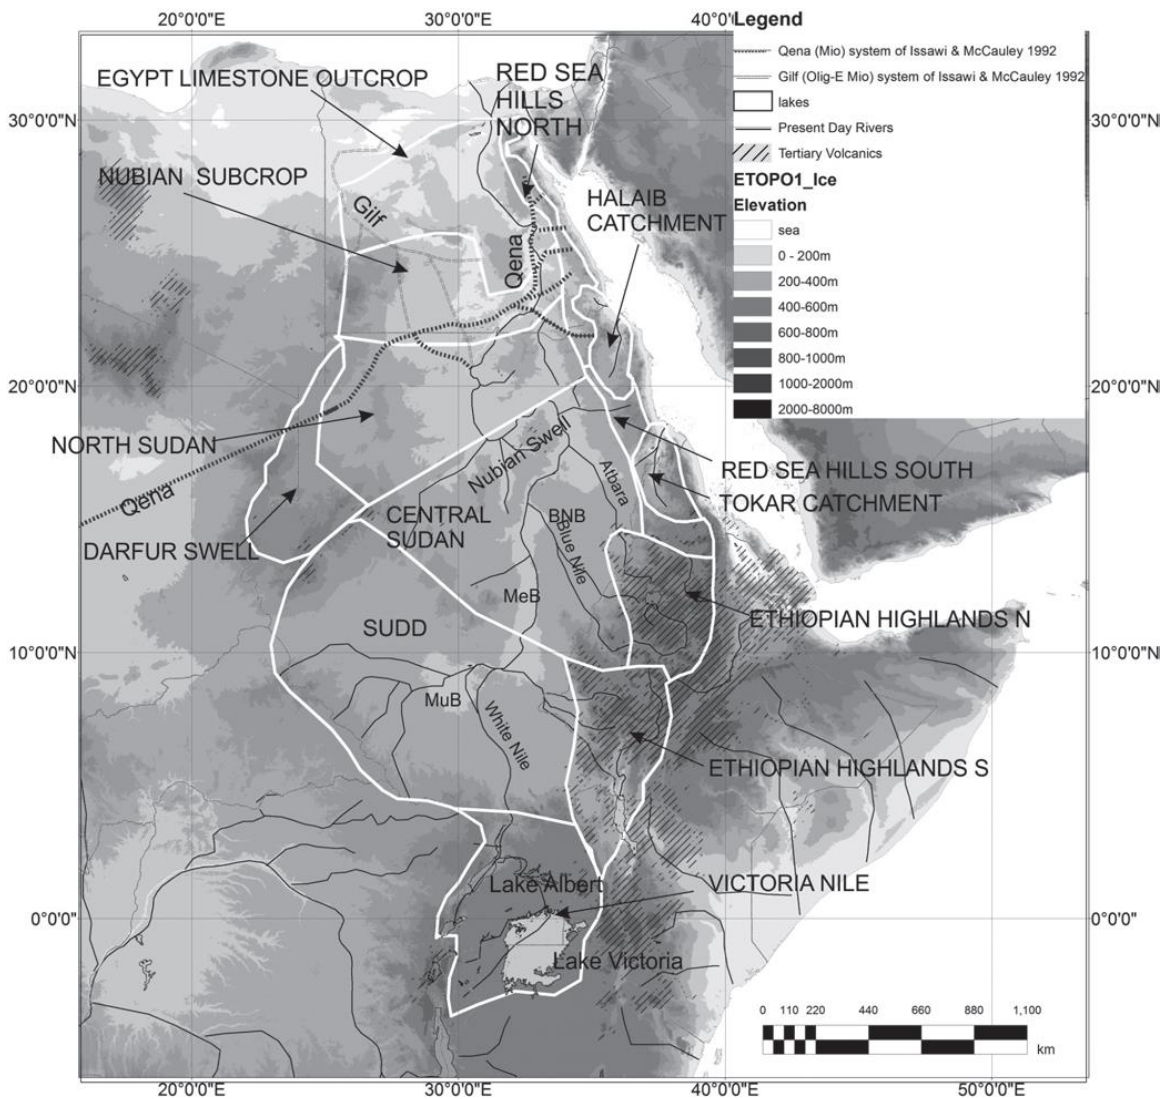 20°0'0"E
30°0'0"E
40°0'0"
Legend
Qena (Mio) system of Issawi & McCauley 1992
Gilf (Olig-E Mio) system of Issawi & McCauley 1992
lakes
Present Day Rivers
Tertiary Volcanics
ETOPO1_Ice
Elevation
sea
0 - 200m
200-400m
400-600m
600-800m
800-1000m
1000-2000m
2000-8000m
EGYPT LIMESTONE OUTCROP
RED SEA
HILLS
NORTH
30°0'0"N
30°0'0"N
NUBIAN SUBCROP
HALAIB
CATCHMENT
Gilf
Qena
20°0'0"N
20°0'0"N
NORTH SUDAN
Nubian Swell
RED SEA HILLS SOUTH
Atbara
TOKAR CATCHMENT
Qena
CENTRAL
SUDAN
BNB
DARFUR SWELL
Blue Nile
MeB
ETHIOPIAN HIGHLANDS N
SUDD
10°0'0"N
10°0'0"N
MuB
White Nile
ETHIOPIAN HIGHLANDS S
Lake Albert
VICTORIA NILE
0°0'0"
0°0'0"
Lake Victoria
0 110 220 440 660 880 1,100
km
20°0'0"E
30°0'0"E
40°0'0"E
50°0'0"E